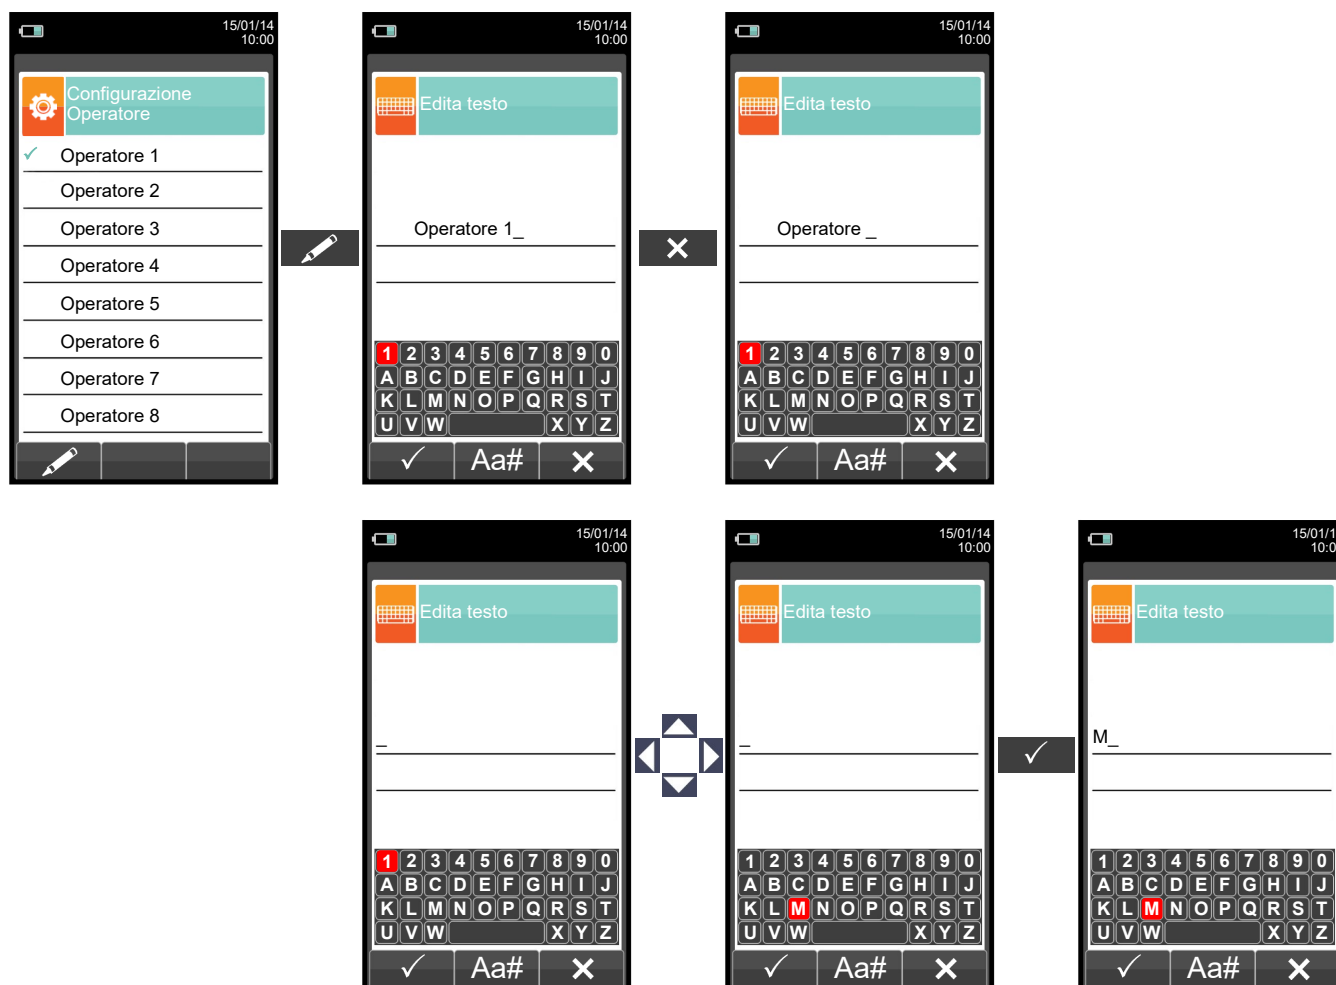 15/01/14
10:00
Configurazione
Operatore
Operatore 1
Operatore 2
Operatore 3
Operatore 4
Operatore 5
Operatore 6
Operatore 7
Operatore 8
15/01/14
10:00
Edita testo
Operatore 1_
1 2 3 4 5 6 7 8 9 0
A B C D E F G H I J
K L M N O P Q R S T
U V W X Y Z
Aa#
15/01/14
10:00
Edita testo
Operatore _
1 2 3 4 5 6 7 8 9 0
A B C D E F G H I J
K L M N O P Q R S T
U V W X Y Z
Aa#
15/01/14
10:00
Edita testo
_
1 2 3 4 5 6 7 8 9 0
A B C D E F G H I J
K L M N O P Q R S T
U V W X Y Z
Aa#
15/01/14
10:00
Edita testo
_
1 2 3 4 5 6 7 8 9 0
A B C D E F G H I J
K L M N O P Q R S T
U V W X Y Z
Aa#
15/01/1
10:0
Edita testo
M_
1 2 3 4 5 6 7 8 9 0
A B C D E F G H I J
K L M N O P Q R S T
U V W X Y Z
Aa#